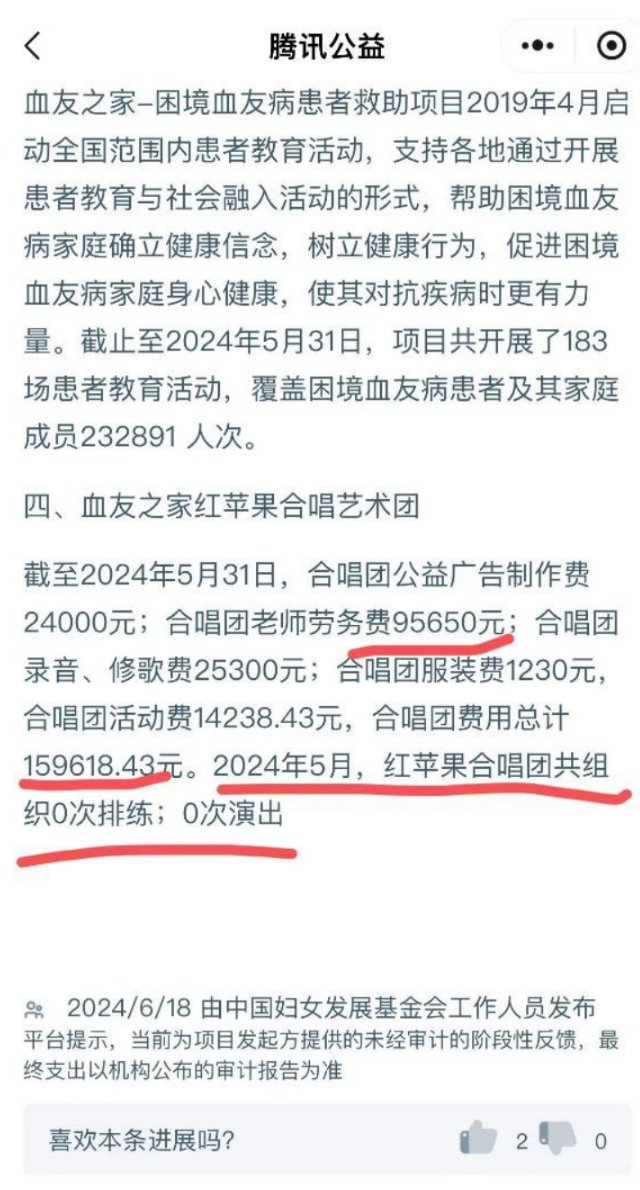 腾讯公益
血友之家–困境血友病患者救助项目2019年4月启
动全国范围内患者教育活动，支持各地通过开展
患者教育与社会融入活动的形式，帮助困境血友
病家庭确立健康信念，树立健康行为，促进困境
血友病家庭身心健康，使其对抗疾病时更有力
量。截止至2024年5月31日，项目共开展了183
场患者教育活动，覆盖困境血友病患者及其家庭
成员232891 人次。
四、血友之家红苹果合唱艺术团
截至2024年5月31日，合唱团公益广告制作费
24000元；合唱团老师劳务费95650元；合唱团
录音、修歌费25300元；合唱团服装费1230元，
合唱团活动费14238.43元，合唱团费用总计
159618.43元。2024年5月，红苹果合唱团共组
织0次排练；0次演出
2024/6/18 由中国妇女发展基金会工作人员发布
平台提示，当前为项目发起方提供的未经审计的阶段性反馈，最
终支出以机构公布的审计报告为准
喜欢本条进展吗? 2 0